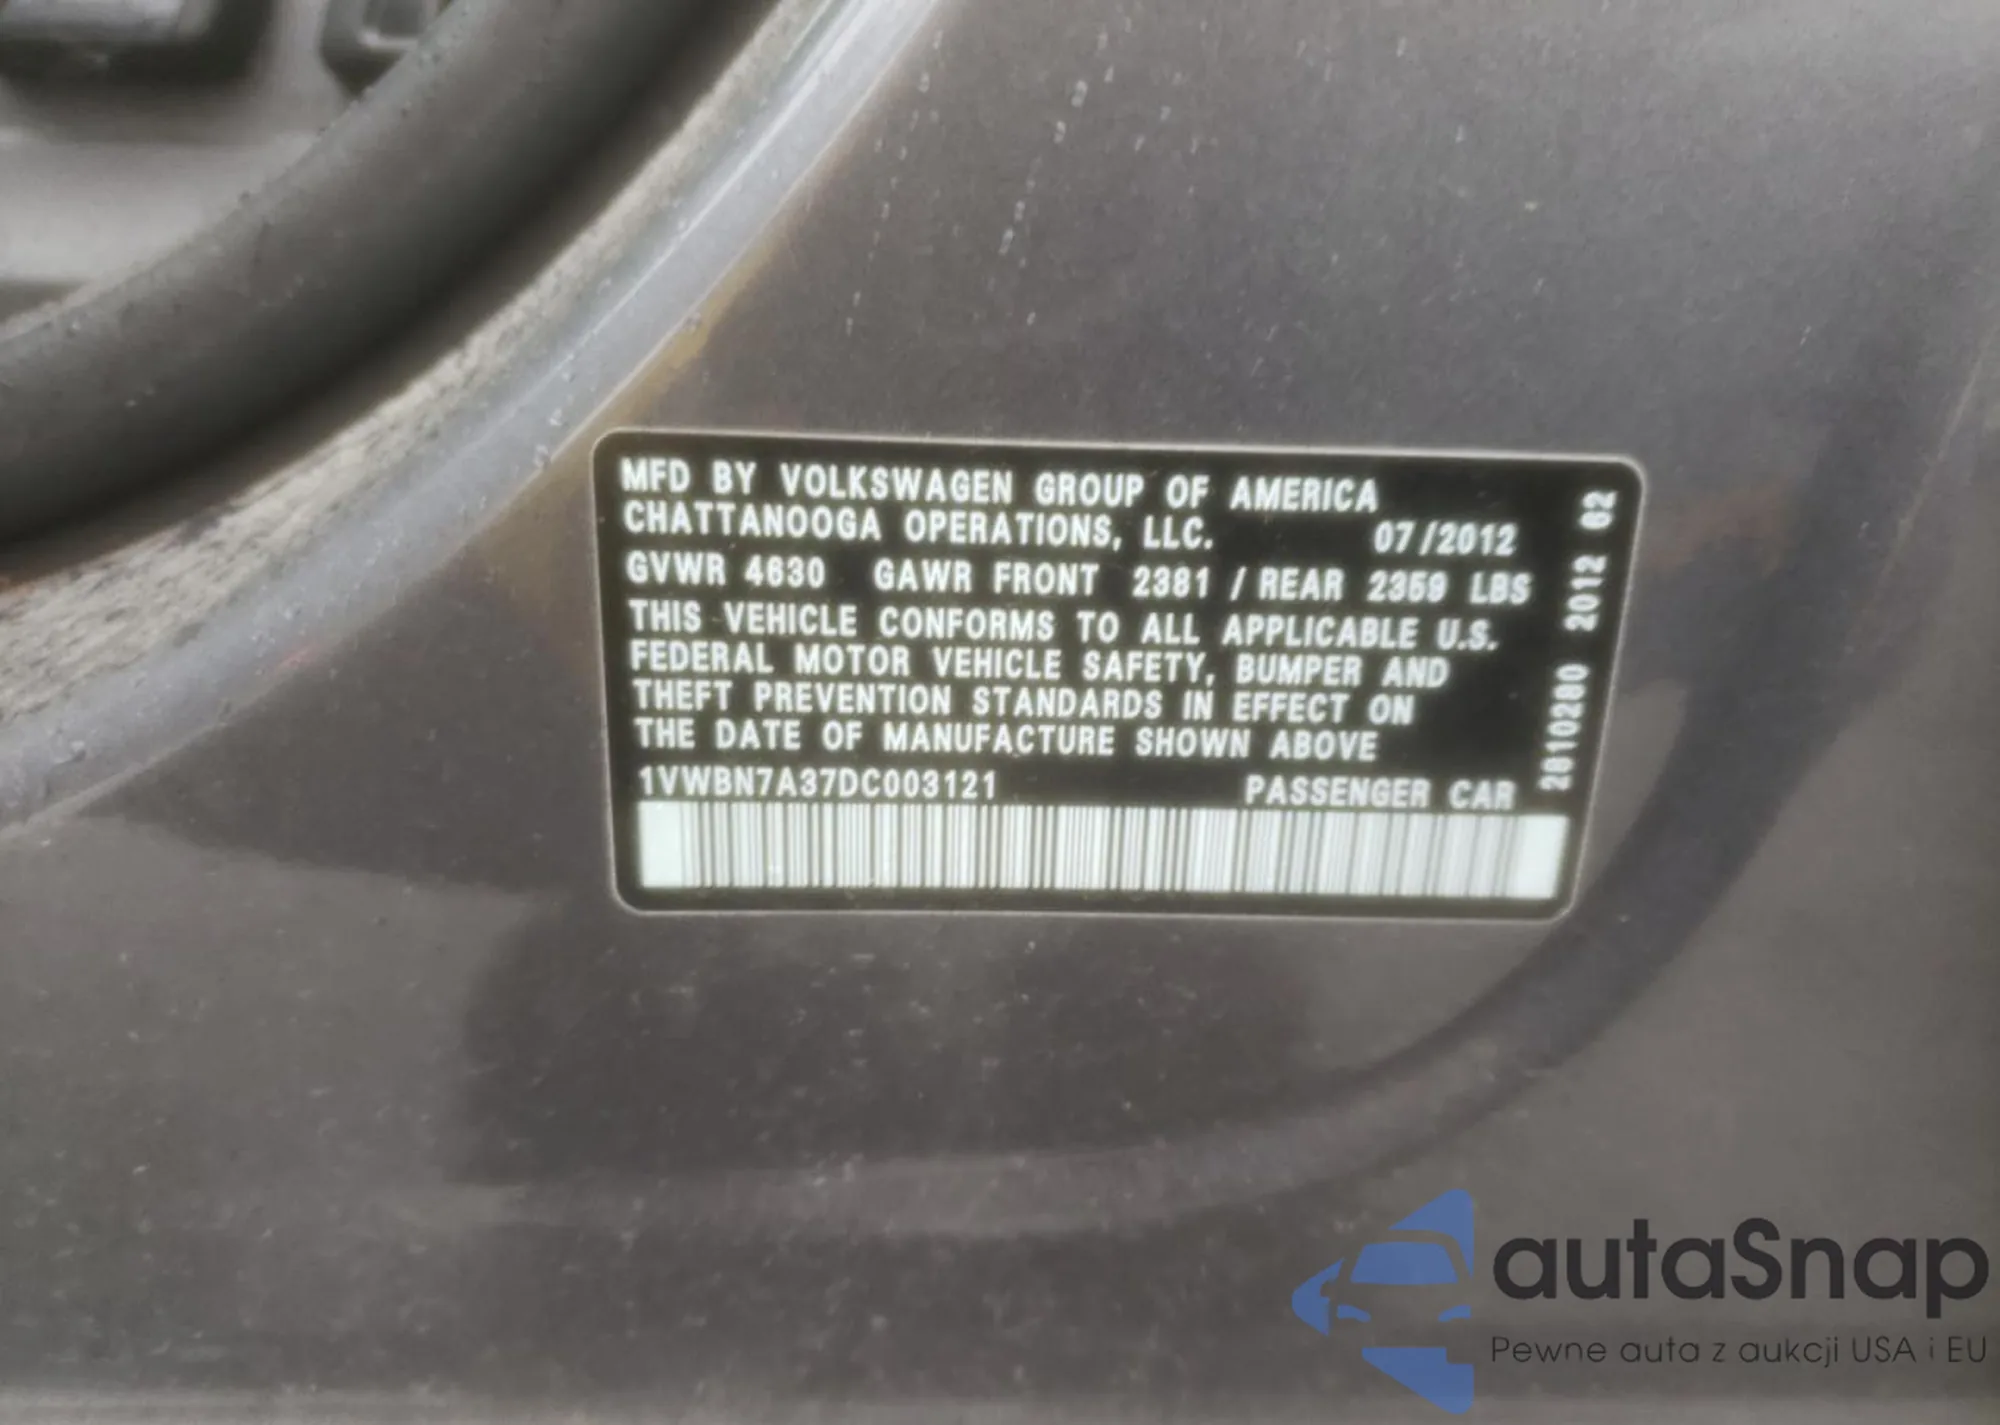 MFD BY VOLKSWAGEN GROUP OF AMERICA
CHATTANOOGA OPERATIONS, LLC. 07/2012
GVWR 4630 GAWR FRONT 2381 / REAR 2359 LBS
THIS VEHICLE CONFORMS TO ALL APPLICABLE U.S.
FEDERAL MOTOR VEHICLE SAFETY, BUMPER AND
THEFT PREVENTION STANDARDS IN EFFECT ON
THE DATE OF MANUFACTURE SHOWN ABOVE
1VWBN7A37DC003121 PASSENGER CAR
2810280 2012 02
autaSnap
Pewne auta z aukcji USA i EU